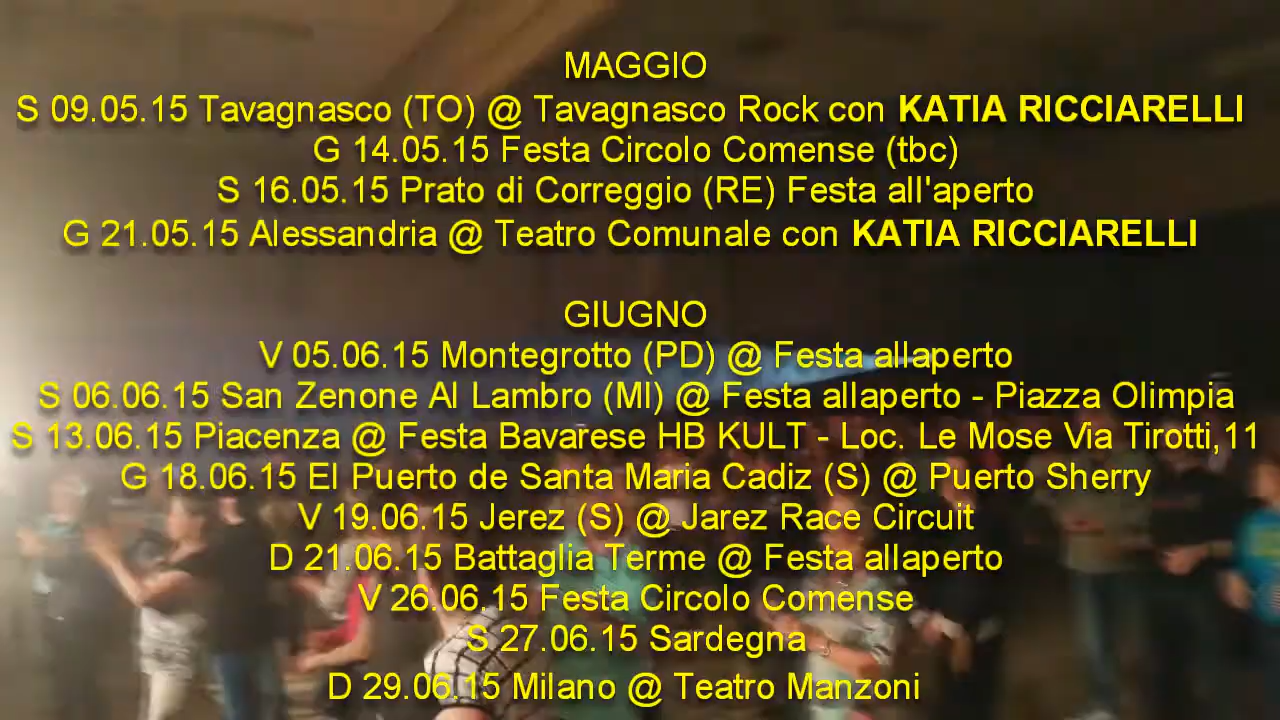 MAGGIO
S 09.05.15 Tavagnasco (TO) @ Tavagnasco Rock con KATIA RICCIARELLI
G 14.05.15 Festa Circolo Comense (tbc)
S 16.05.15 Prato di Correggio (RE) Festa all'aperto
G 21.05.15 Alessandria @ Teatro Comunale con KATIA RICCIARELLI
GIUGNO
V 05.06.15 Montegrotto (PD) @ Festa allaperto
S 06.06.15 San Zenone Al Lambro (MI) @ Festa allaperto - Piazza Olimpia
S 13.06.15 Piacenza @ Festa Bavarese HB KULT - Loc. Le Mose Via Tirotti,11
G 18.06.15 El Puerto de Santa Maria Cadiz (S) @ Puerto Sherry
V 19.06.15 Jerez (S) @ Jarez Race Circuit
D 21.06.15 Battaglia Terme @ Festa allaperto
V 26.06.15 Festa Circolo Comense
S 27.06.15 Sardegna
D 29.06.15 Milano @ Teatro Manzoni